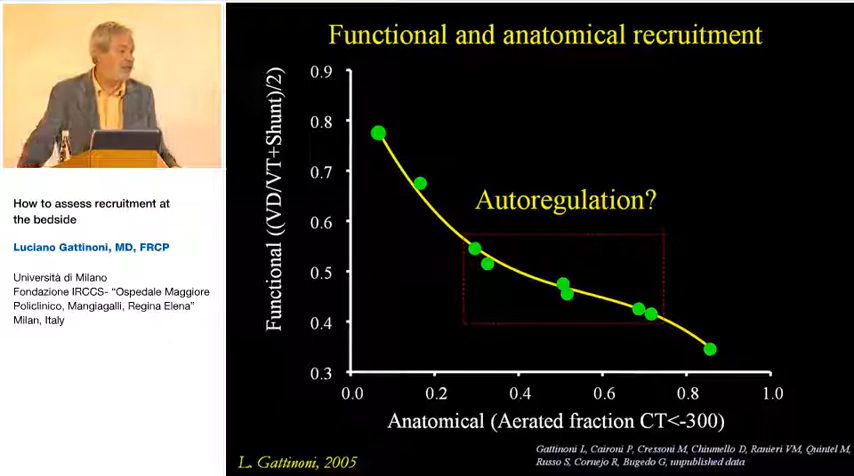 How to assess recruitment at
the bedside
Luciano Gattinoni, MD, FRCP
Università di Milano
Fondazione IRCCS- “Ospedale Maggiore
Policlinico, Mangiagalli, Regina Elena”
Milan, Italy
Functional and anatomical recruitment
Functional ((VD/VT+Shunt)/2)
0.9
0.8
0.7
0.6
0.5
0.4
0.3
Autoregulation?
0.0 0.2 0.4 0.6 0.8 1.0
Anatomical (Aerated fraction CT<-300)
L. Gattinoni, 2005
Gattinoni L, Caironi P, Cressoni M, Chiumello D, Ranieri VM, Quintel M,
Russo S, Cornejo R, Bugedo G, unpublished data